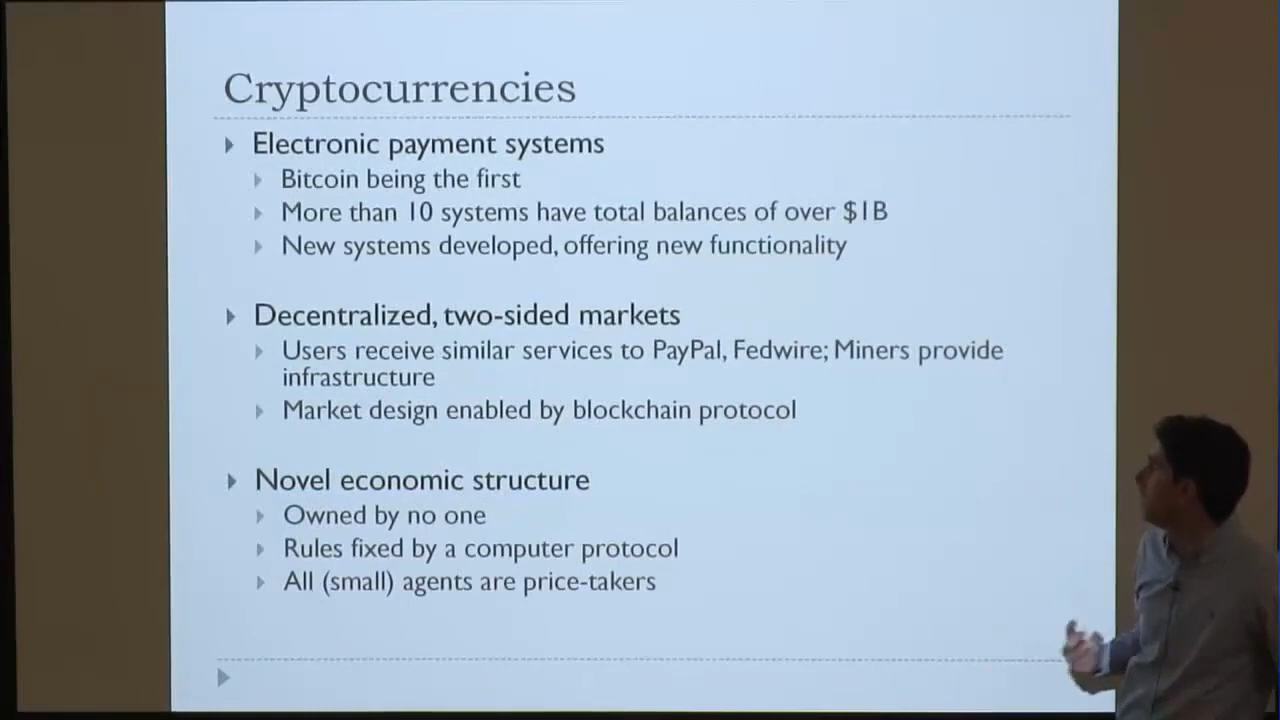 Cryptocurrencies
Electronic payment systems
Bitcoin being the first
More than 10 systems have total balances of over $1B
New systems developed, offering new functionality
Decentralized, two-sided markets
Users receive similar services to PayPal, Fedwire; Miners provide
infrastructure
Market design enabled by blockchain protocol
Novel economic structure
Owned by no one
Rules fixed by a computer protocol
All (small) agents are price-takers